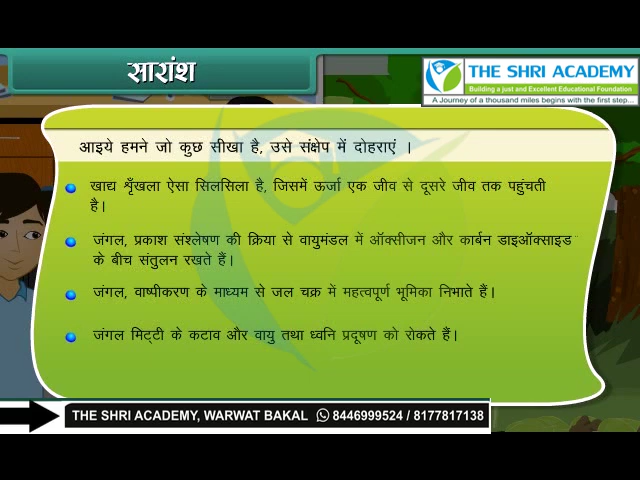 सारांश
THE SHRI ACADEMY
Building a just and Excellent Educational Foundation
A Journey of a thousand miles begins with the first step...
आइये हमने जो कुछ सीखा है, उसे संक्षेप में दोहराएं ।
खाद्य शृँखला ऐसा सिलसिला है, जिसमें ऊर्जा एक जीव से दूसरे जीव तक पहुंचती
है।
जंगल, प्रकाश संश्लेषण की क्रिया से वायुमंडल में ऑक्सीजन और कार्बन डाइऑक्साइड
के बीच संतुलन रखते हैं।
जंगल, वाष्पीकरण के माध्यम से जल चक्र में महत्वपूर्ण भूमिका निभाते हैं।
जंगल मिट्टी के कटाव और वायु तथा ध्वनि प्रदूषण को रोकते हैं।
THE SHRI ACADEMY, WARWAT BAKAL 8446999524 / 8177817138